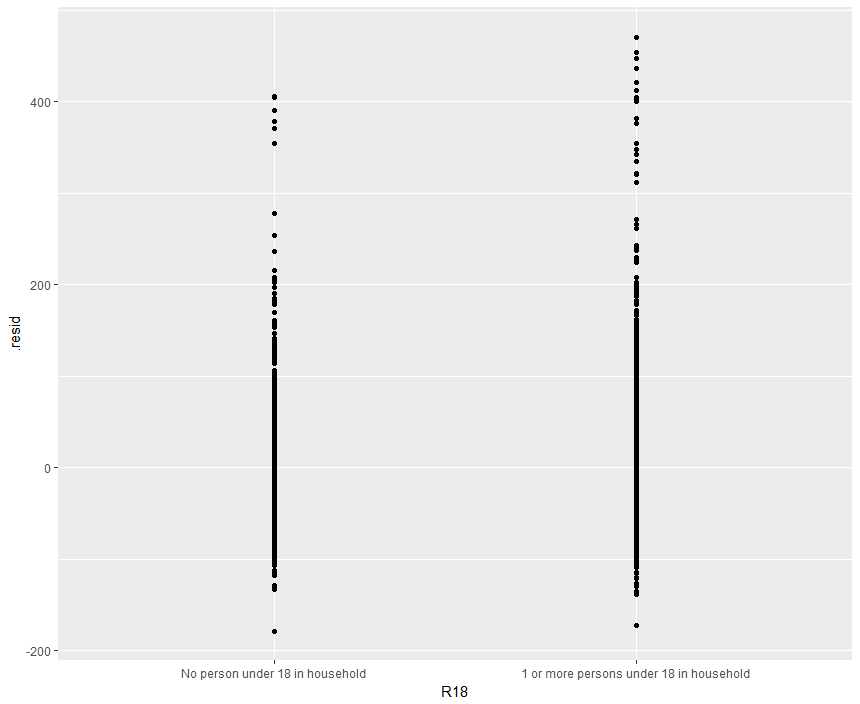 400
200
0
-200
.resid
No person under 18 in household
1 or more persons under 18 in household
R18